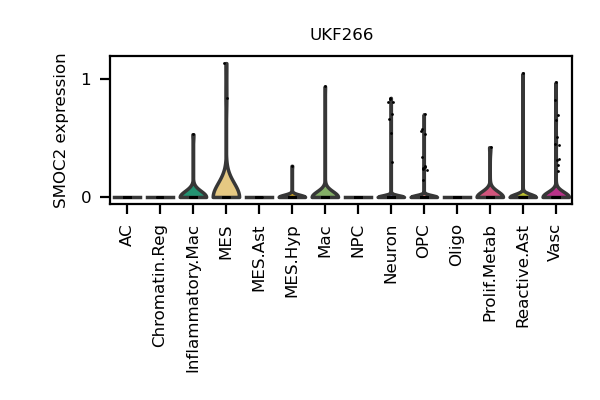 UKF266
SMOC2 expression
1
0
AC
Chromatin.Reg
Inflammatory.Mac
MES
MES.Ast
MES.Hyp
Mac
NPC
Neuron
OPC
Oligo
Prolif.Metab
Reactive.Ast
Vasc